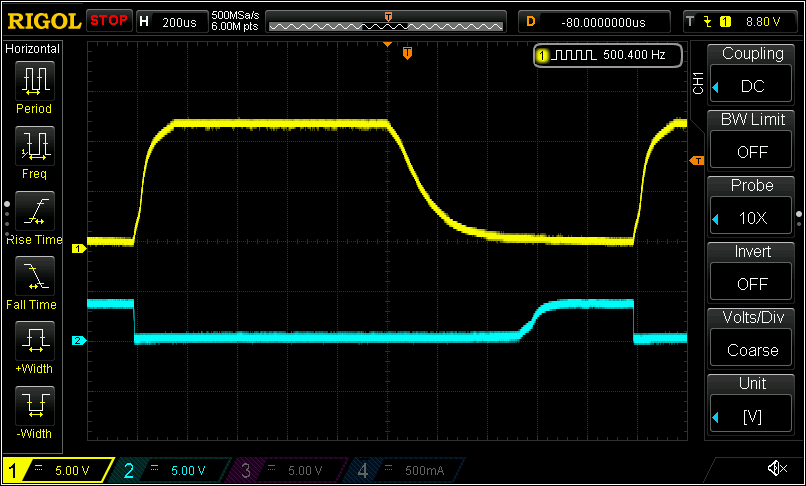 RIGOL STOP H 200us 500MSa/s 6.00M pts D -80.0000000us T 1 8.80 V
T
Horizontal
Period
Freq
Rise Time
Fall Time
+Width
-Width
T
1 500.400 Hz
1
2
T
CH1
Coupling
DC
BW Limit
OFF
Probe
10X
Invert
OFF
Volts/Div
Coarse
Unit
[V]
1 5.00 V 2 5.00 V 3 5.00 V 4 500mA